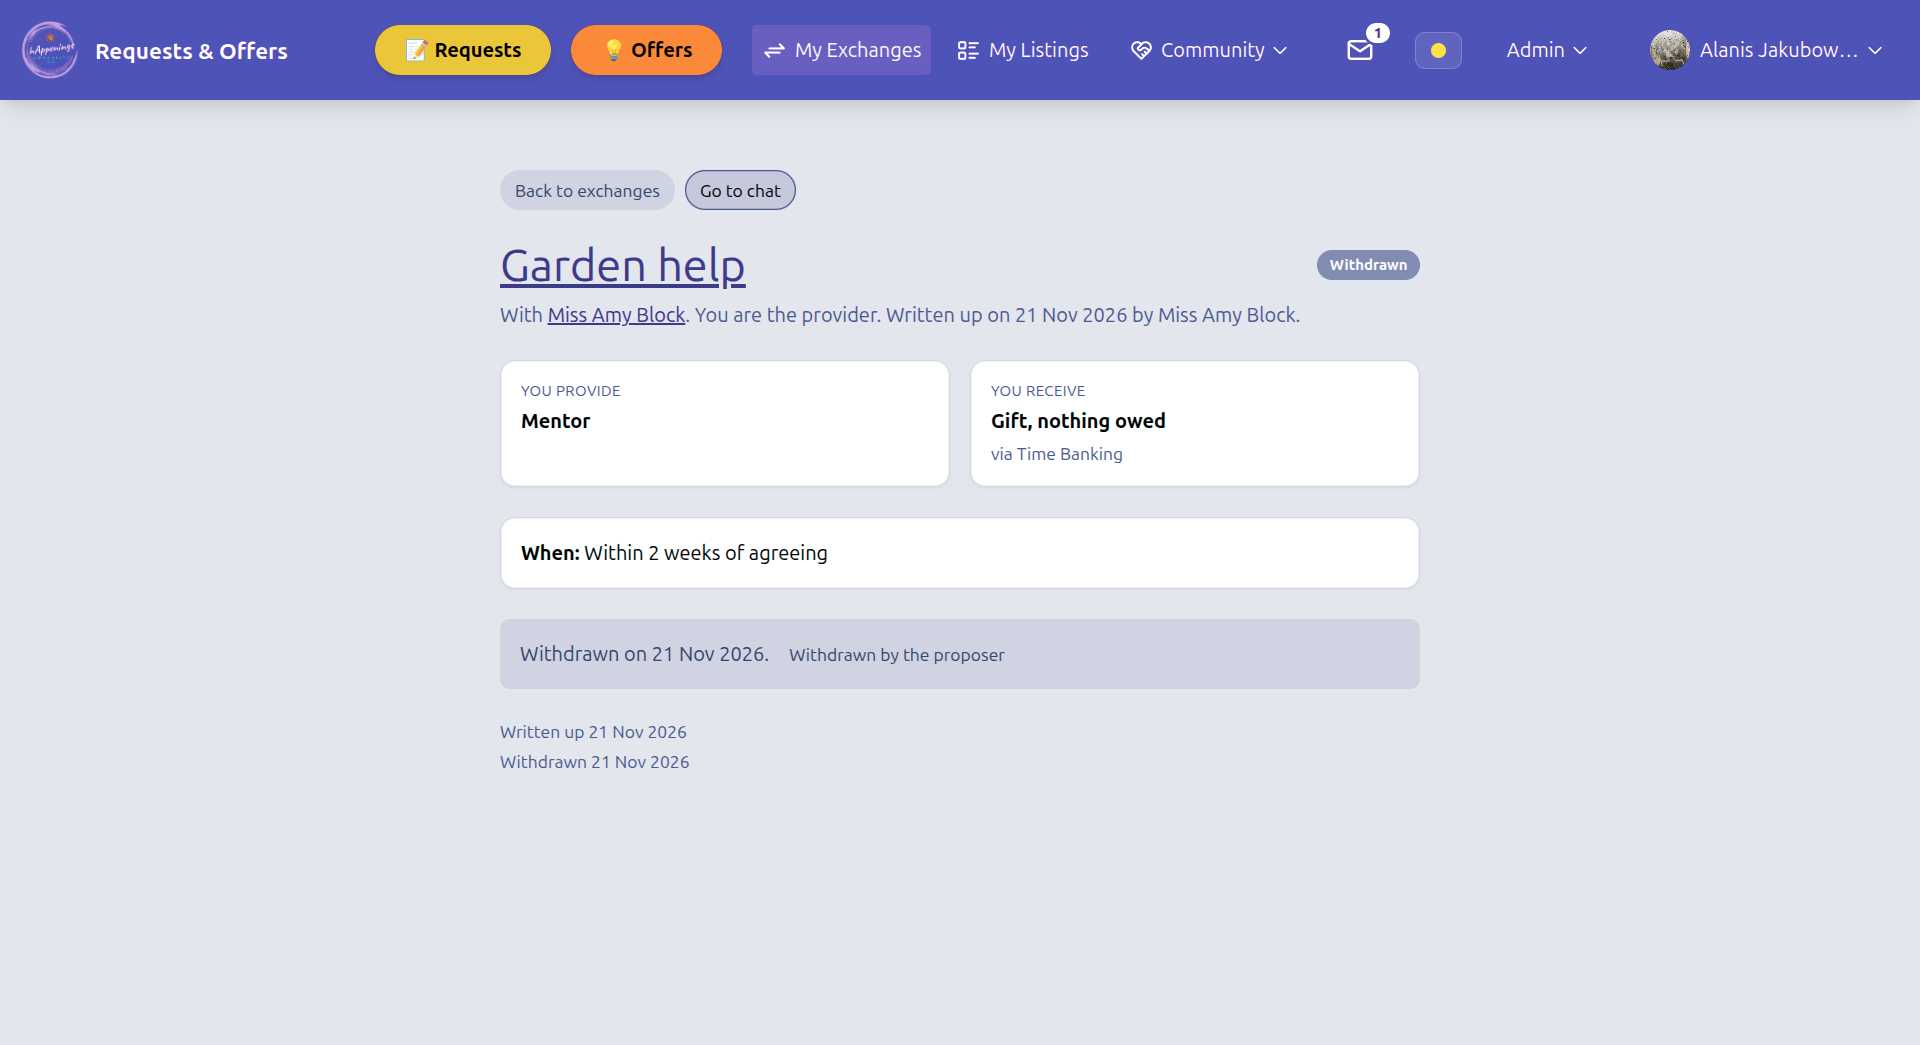 hAppenings
Requests & Offers
Requests
Offers
My Exchanges
My Listings
Community
1
Admin
Alanis Jakubow...
Back to exchanges
Go to chat
Garden help
Withdrawn
With Miss Amy Block. You are the provider. Written up on 21 Nov 2026 by Miss Amy Block.
YOU PROVIDE
Mentor
YOU RECEIVE
Gift, nothing owed
via Time Banking
When: Within 2 weeks of agreeing
Withdrawn on 21 Nov 2026. Withdrawn by the proposer
Written up 21 Nov 2026
Withdrawn 21 Nov 2026